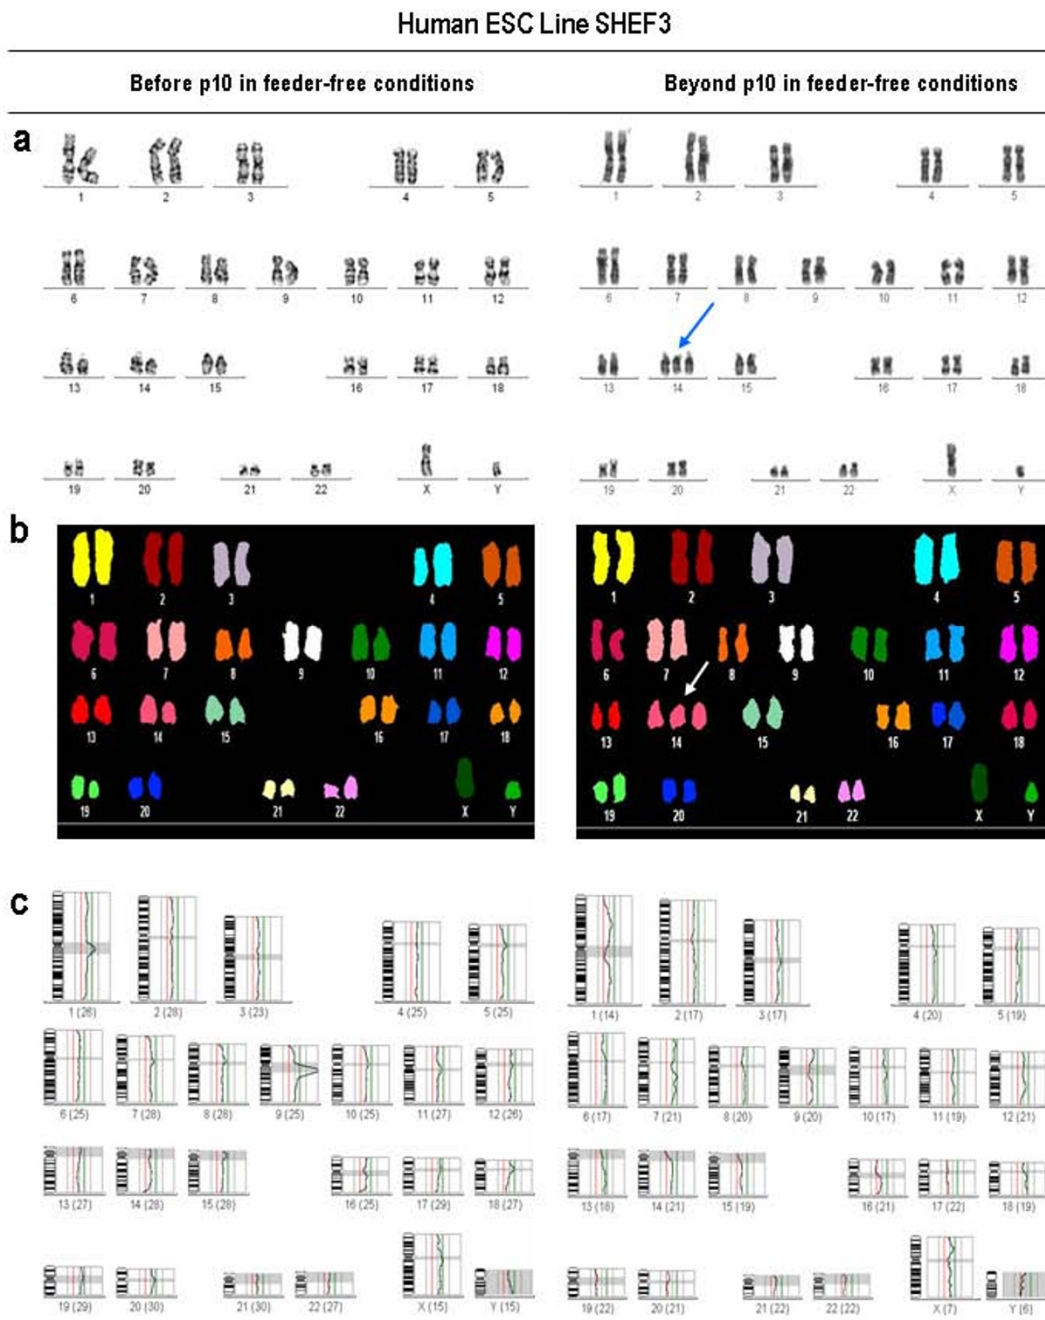 Human ESC Line SHEF3
Before p10 in feeder-free conditions
Beyond p10 in feeder-free conditions
a
1 2 3 4 5
6 7 8 9 10 11 12
13 14 15 16 17 18
19 20 21 22 X Y
1 2 3 4 5
6 7 8 9 10 11 12
13 14 15 16 17 18
19 20 21 22 X Y
b
1 2 3 4 5
6 7 8 9 10 11 12
13 14 15 16 17 18
19 20 21 22 X Y
1 2 3 4 5
6 7 8 9 10 11 12
13 14 15 16 17 18
19 20 21 22 X Y
c
1 (26) 2 (28) 3 (23) 4 (25) 5 (25)
6 (25) 7 (28) 8 (28) 9 (25) 10 (25) 11 (27) 12 (26)
13 (27) 14 (28) 15 (28) 16 (25) 17 (29) 18 (27)
19 (29) 20 (30) 21 (30) 22 (27) X (15) Y (15)
1 (14) 2 (17) 3 (17) 4 (20) 5 (19)
6 (17) 7 (21) 8 (20) 9 (20) 10 (17) 11 (19) 12 (21)
13 (18) 14 (21) 15 (19) 16 (21) 17 (22) 18 (19)
19 (22) 20 (21) 21 (22) 22 (22) X (7) Y (6)